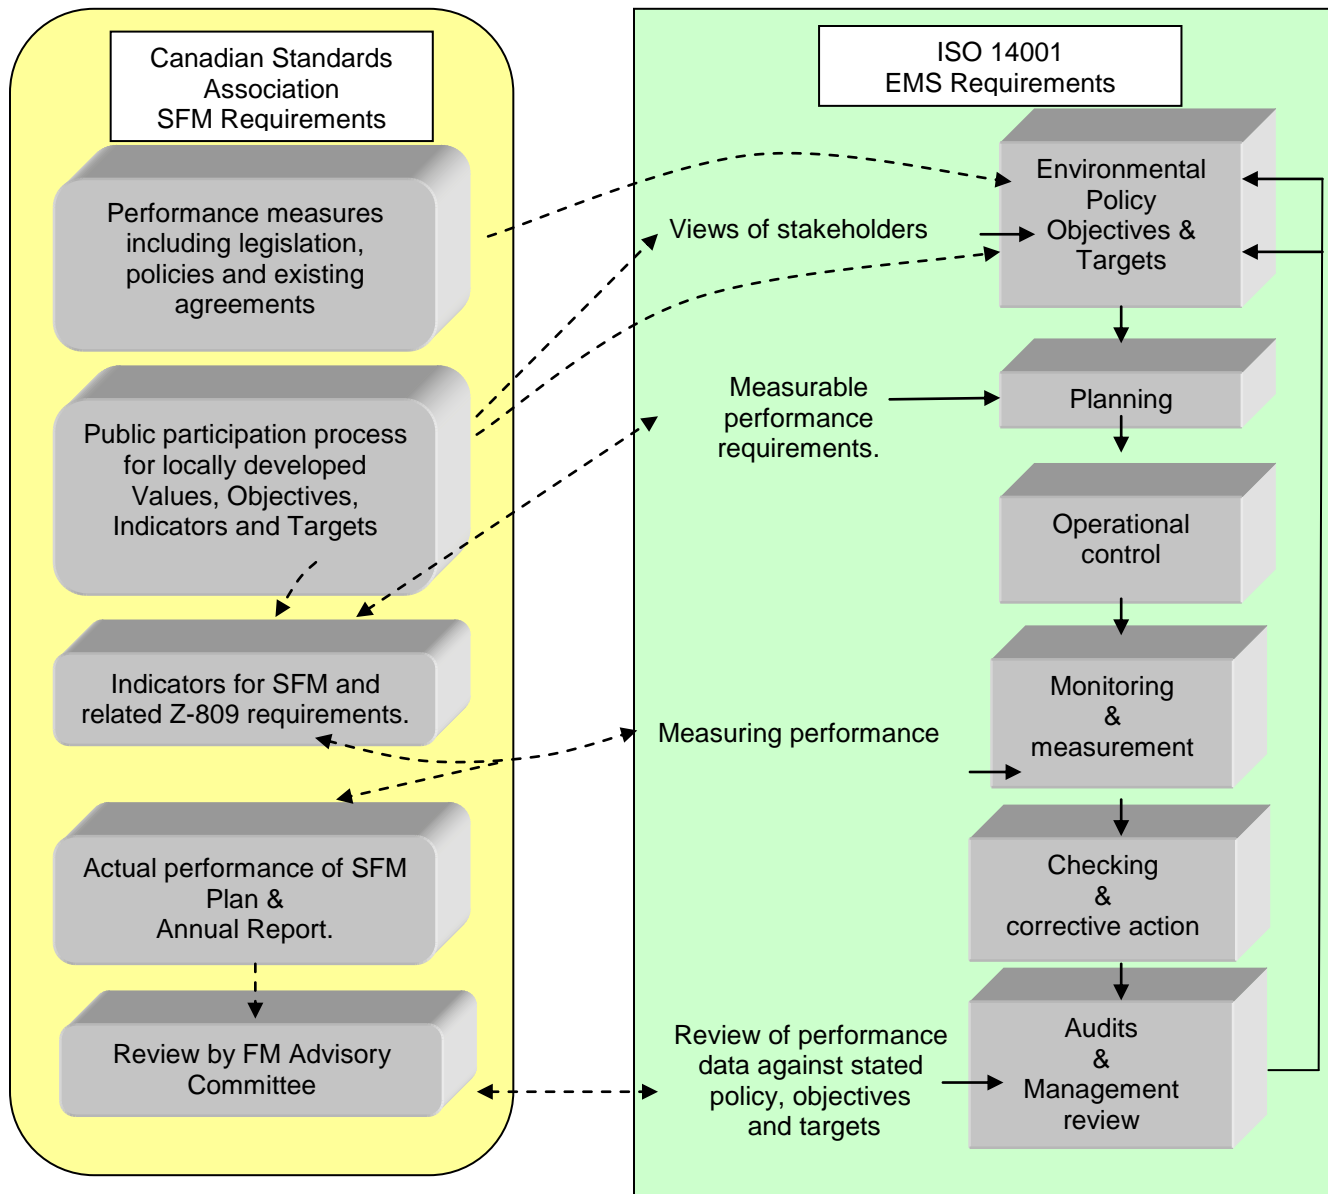 Canadian Standards
Association
SFM Requirements
Performance measures
including legislation,
policies and existing
agreements
Public participation process
for locally developed
Values, Objectives,
Indicators and Targets
Indicators for SFM and
related Z-809 requirements.
Actual performance of SFM
Plan &
Annual Report.
Review by FM Advisory
Committee
ISO 14001
EMS Requirements
Views of stakeholders
Environmental
Policy
Objectives &
Targets
Measurable
performance
requirements.
Planning
Operational
control
Measuring performance
Monitoring
&
measurement
Checking
&
corrective action
Review of performance
data against stated
policy, objectives
and targets
Audits
&
Management
review